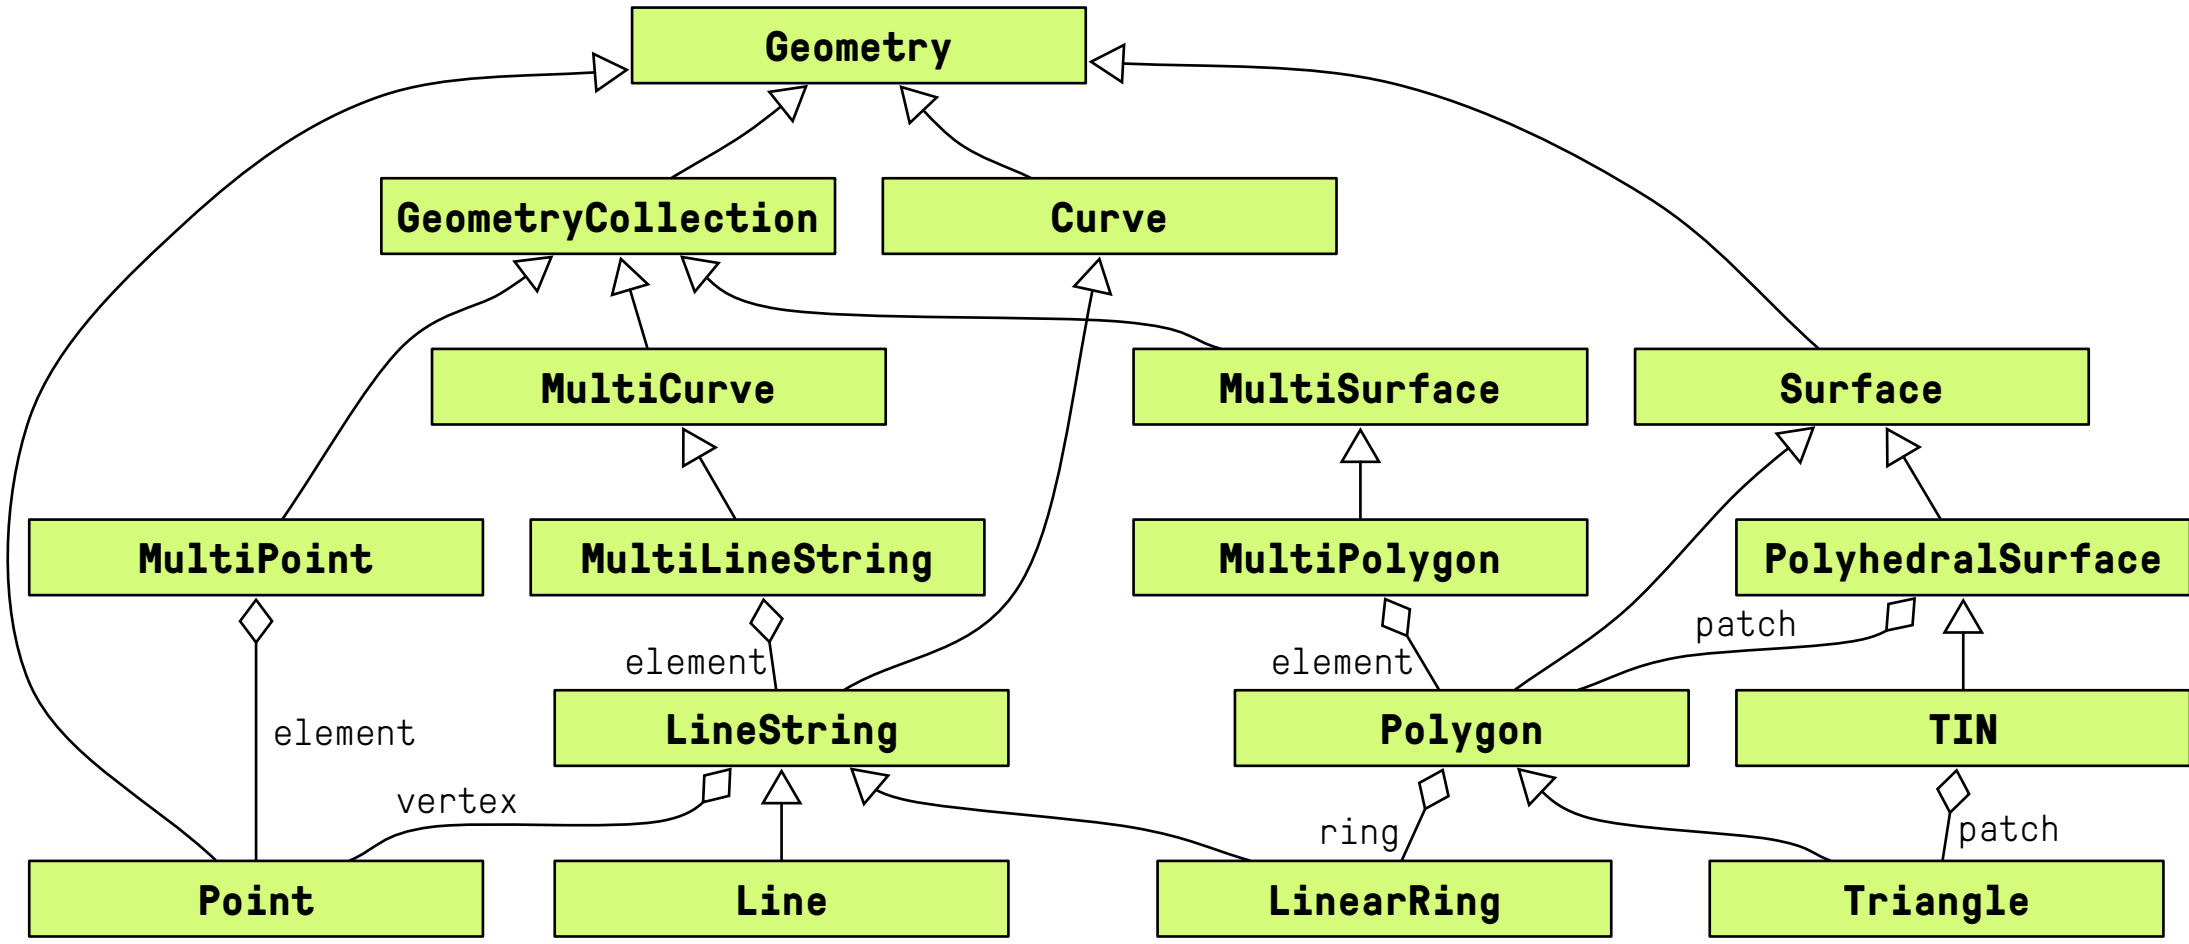 Geometry
GeometryCollection
Curve
MultiCurve
MultiSurface
Surface
MultiPoint
MultiLineString
MultiPolygon
PolyhedralSurface
patch
element
element
LineString
Polygon
TIN
element
vertex
ring
patch
Point
Line
LinearRing
Triangle